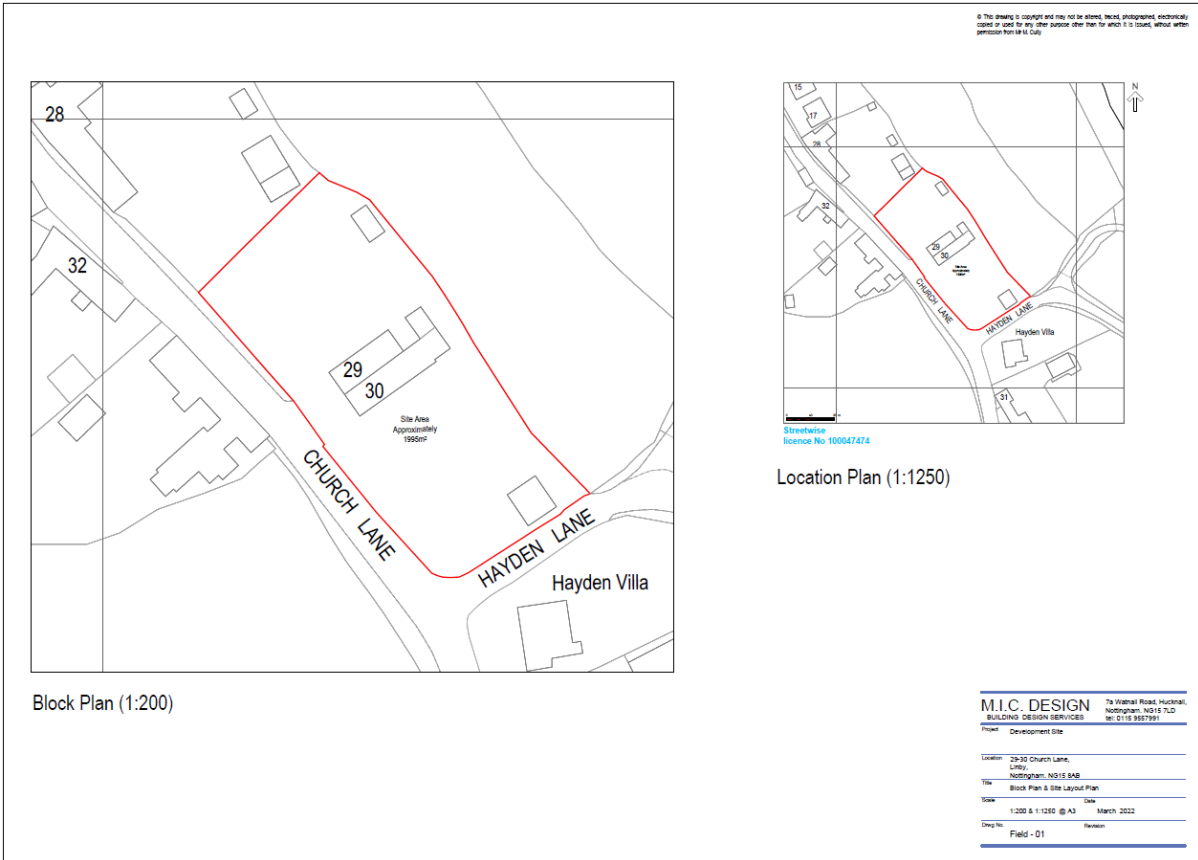 © This drawing is copyright and may not be altered, traced, photographed, electronically
copied or used for any other purpose other than for which it is issued, without written
permission from Mr M. Cully
28
32
29
30
Site Area
Approximately
1995m²
CHURCH LANE
HAYDEN LANE
Hayden Villa
Block Plan (1:200)
N
15
17
28
32
29
30
Site Area
Approximately
CHURCH LANE
HAYDEN LANE
Hayden Villa
31
Streetwise
licence No 100047474
Location Plan (1:1250)
M.I.C. DESIGN
BUILDING DESIGN SERVICES
7a Watnall Road, Hucknall,
Nottingham. NG15 7LD
tel: 0115 9557991
Project Development Site
Location 29-30 Church Lane,
Linby,
Nottingham. NG15 8AB
Title Block Plan & Site Layout Plan
Scale Date
1:200 & 1:1250 @ A3 March 2022
Drwg No. Revision
Field - 01